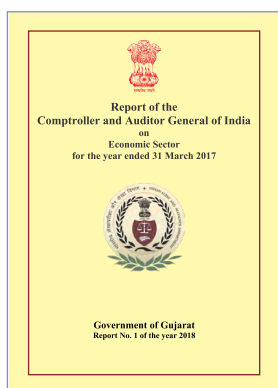 Report of the
Comptroller and Auditor General of India
on
Economic Sector
for the year ended 31 March 2017
Government of Gujarat
Report No. 1 of the year 2018